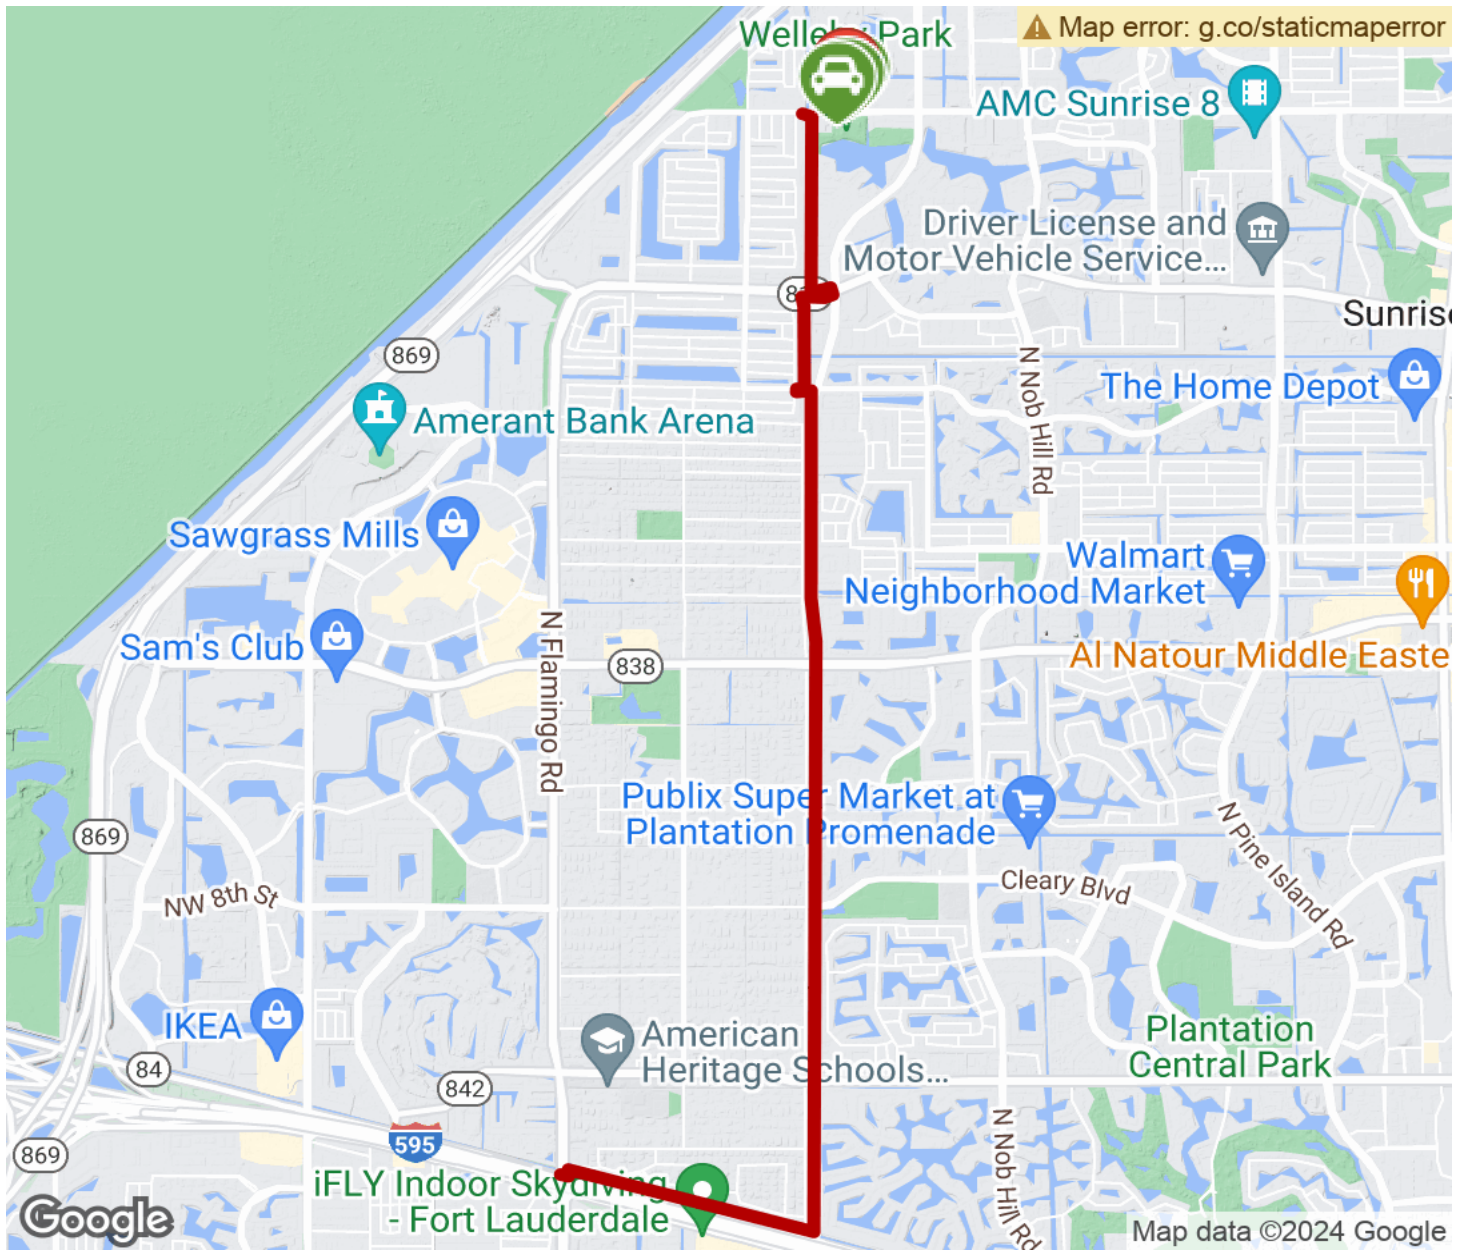 Welleby Park
Map error: g.co/staticmaperror
AMC Sunrise 8
Driver License and
Motor Vehicle Service...
869
Amerant Bank Arena
N Nob Hill Rd
The Home Depot
Sawgrass Mills
Walmart
Neighborhood Market
Sam's Club
N Flamingo Rd
838
Al Natour Middle Easte
Publix Super Market at
Plantation Promenade
869
N Pine Island Rd
Cleary Blvd
NW 8th St
IKEA
American
Heritage Schools...
Plantation
Central Park
84
842
595
869
N Nob Hill Rd
iFLY Indoor Skydiving
- Fort Lauderdale
Google
Map data ©2024 Google